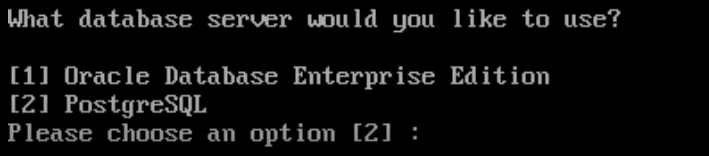 What database server would you like to use?
[1] Oracle Database Enterprise Edition
[2] PostgreSQL
Please choose an option [2] :